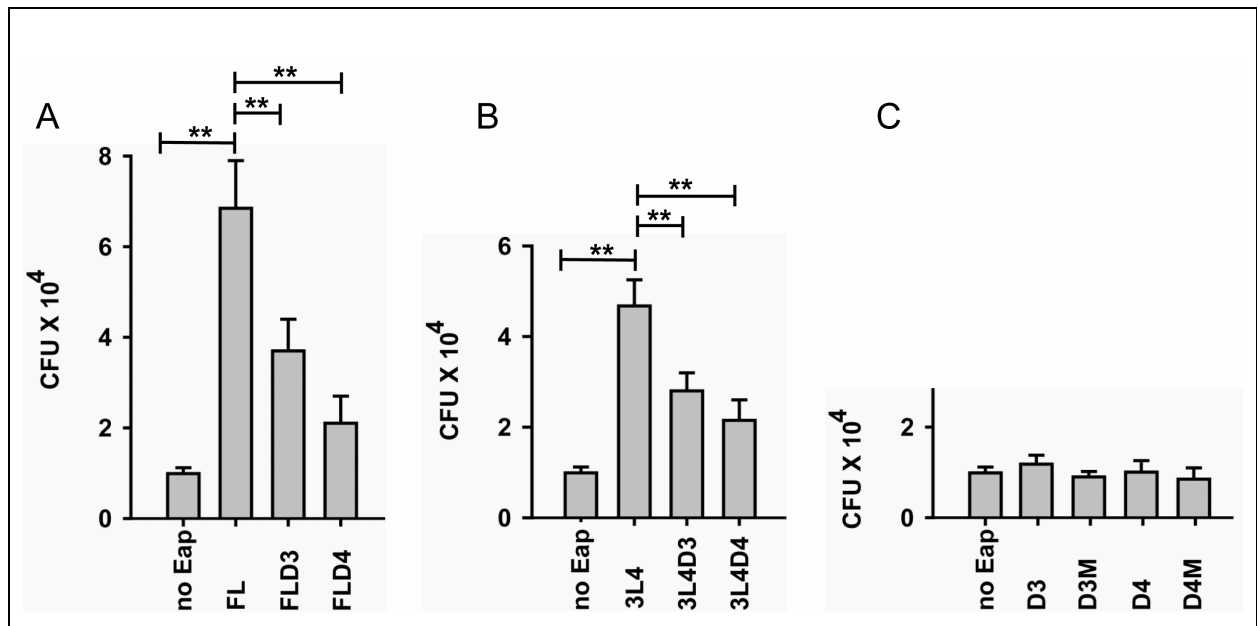 A
**
**
**
8
6
4
2
0
CFU X 10^4
no Eap
FL
FLD3
FLD4
B
**
**
**
6
4
2
0
CFU X 10^4
no Eap
3L4
3L4D3
3L4D4
C
2
0
CFU X 10^4
no Eap
D3
D3M
D4
D4M